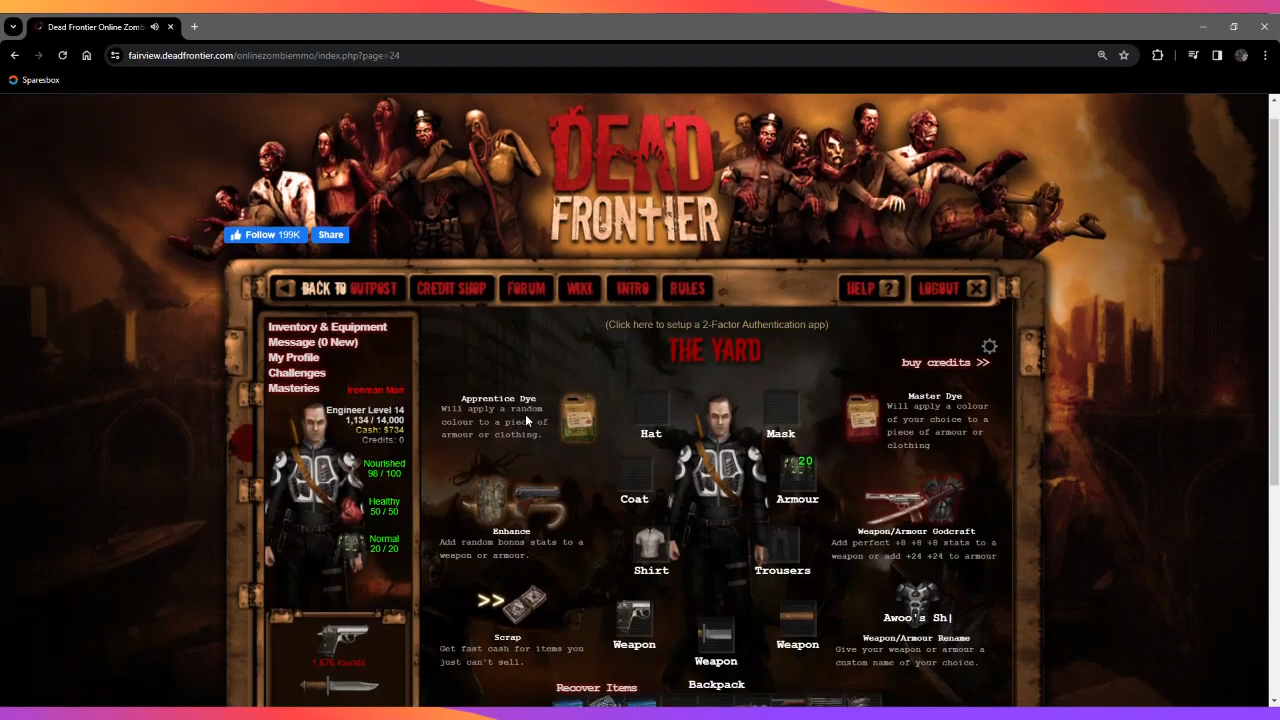 Dead Frontier Online Zomb
fairview.deadfrontier.com/onlinezombiemmo/index.php?page=24
Sparesbox
DEAD
FRONTIER
Follow 199K
Share
BACK TO OUTPOST
CREDIT SHOP
FORUM
WIKI
INTRO
RULES
HELP ?
LOGOUT X
Inventory & Equipment
Message (0 New)
My Profile
Challenges
Masteries
Ironman Man
Engineer Level 14
1,134 / 14,000
Cash: $734
Credits: 0
Nourished
98 / 100
Healthy
50 / 50
Normal
20 / 20
1,676 rounds
(Click here to setup a 2-Factor Authentication app)
THE YARD
buy credits >>
Apprentice Dye
Will apply a random
colour to a piece of
armour or clothing.
Hat
Mask
Master Dye
Will apply a colour
of your choice to a
piece of armour or
clothing
20
Coat
Armour
Enhance
Add random bonus stats to a
weapon or armour.
Weapon/Armour Godcraft
Add perfect +8 +8 +8 stats to a
weapon or add +24 +24 to armour
Shirt
Trousers
>>
Scrap
Get fast cash for items you
just can't sell.
Weapon
Weapon
Weapon
Awoo's Sh|
Weapon/Armour Rename
Give your weapon or armour a
custom name of your choice.
Recover Items
Backpack